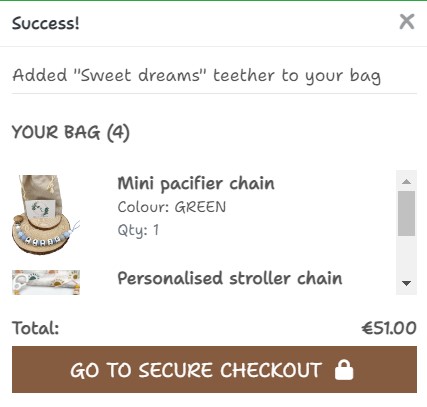 Success!
Added "Sweet dreams" teether to your bag
YOUR BAG (4)
Mini pacifier chain
Colour: GREEN
Qty: 1
Personalised stroller chain
Total: €51.00
GO TO SECURE CHECKOUT